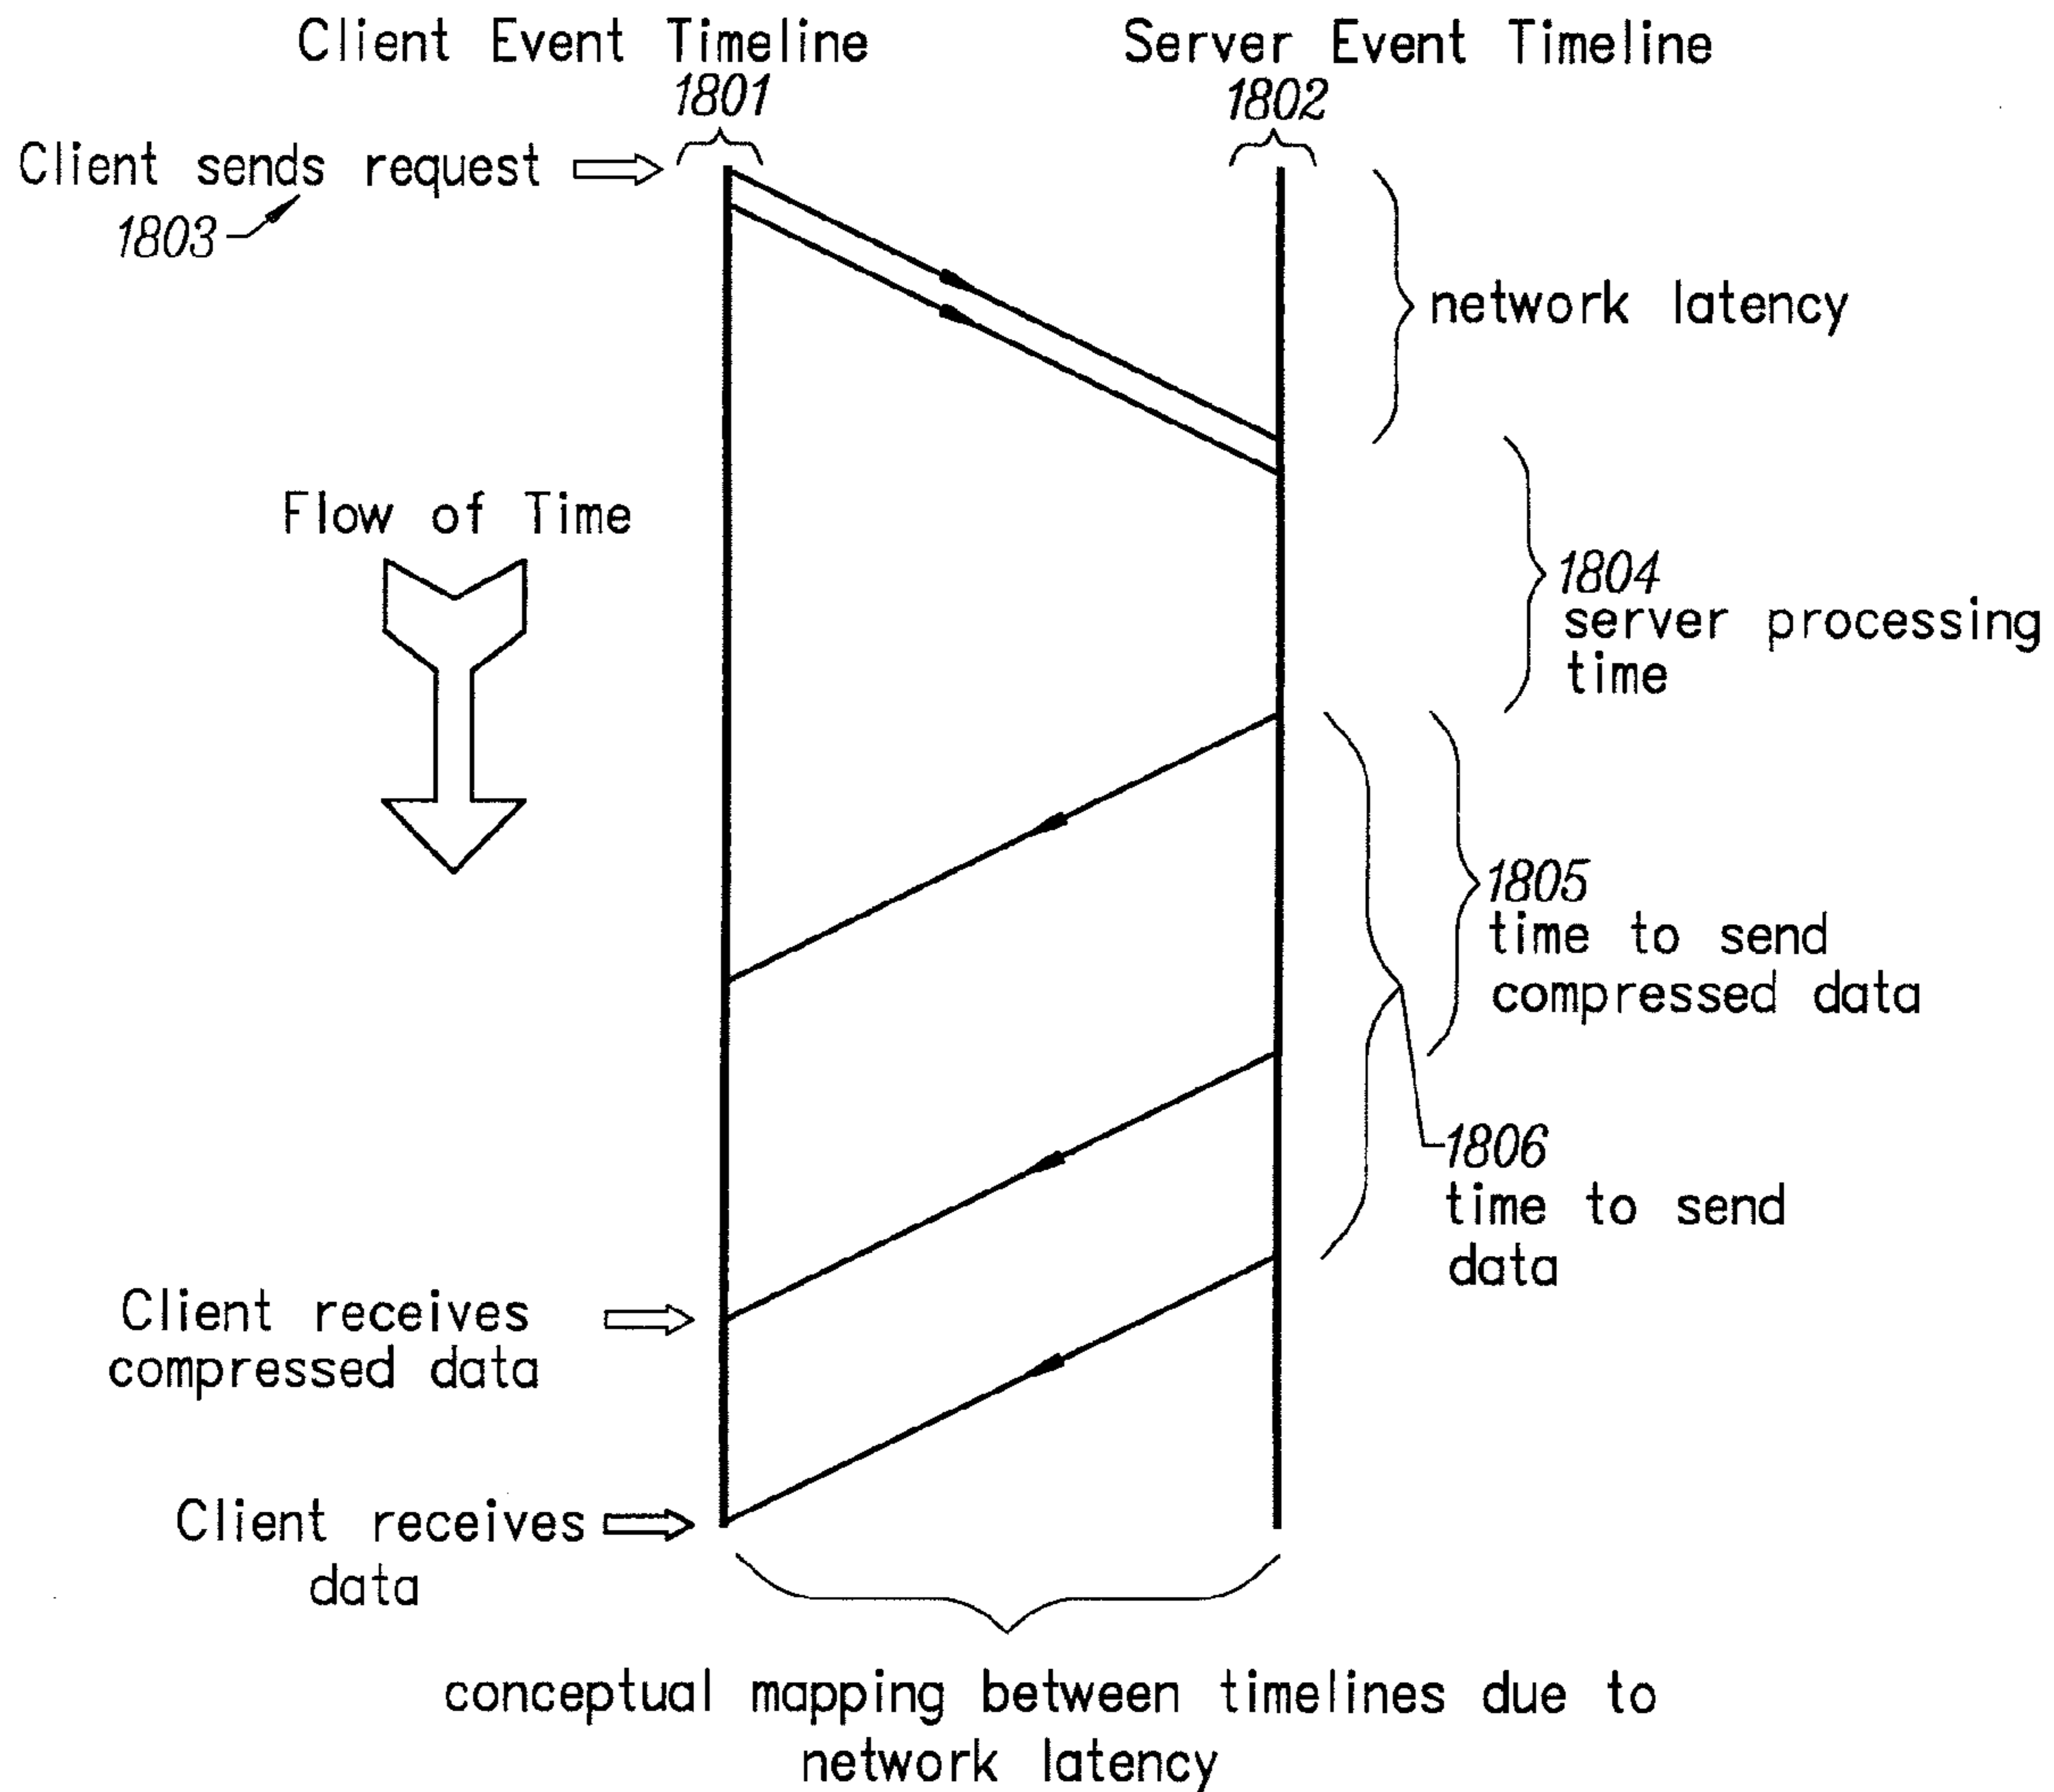 Client Event Timeline
1801
Server Event Timeline
1802
Client sends request
1803
network latency
Flow of Time
1804
server processing
time
1805
time to send
compressed data
1806
time to send
data
Client receives
compressed data
Client receives
data
conceptual mapping between timelines due to
network latency